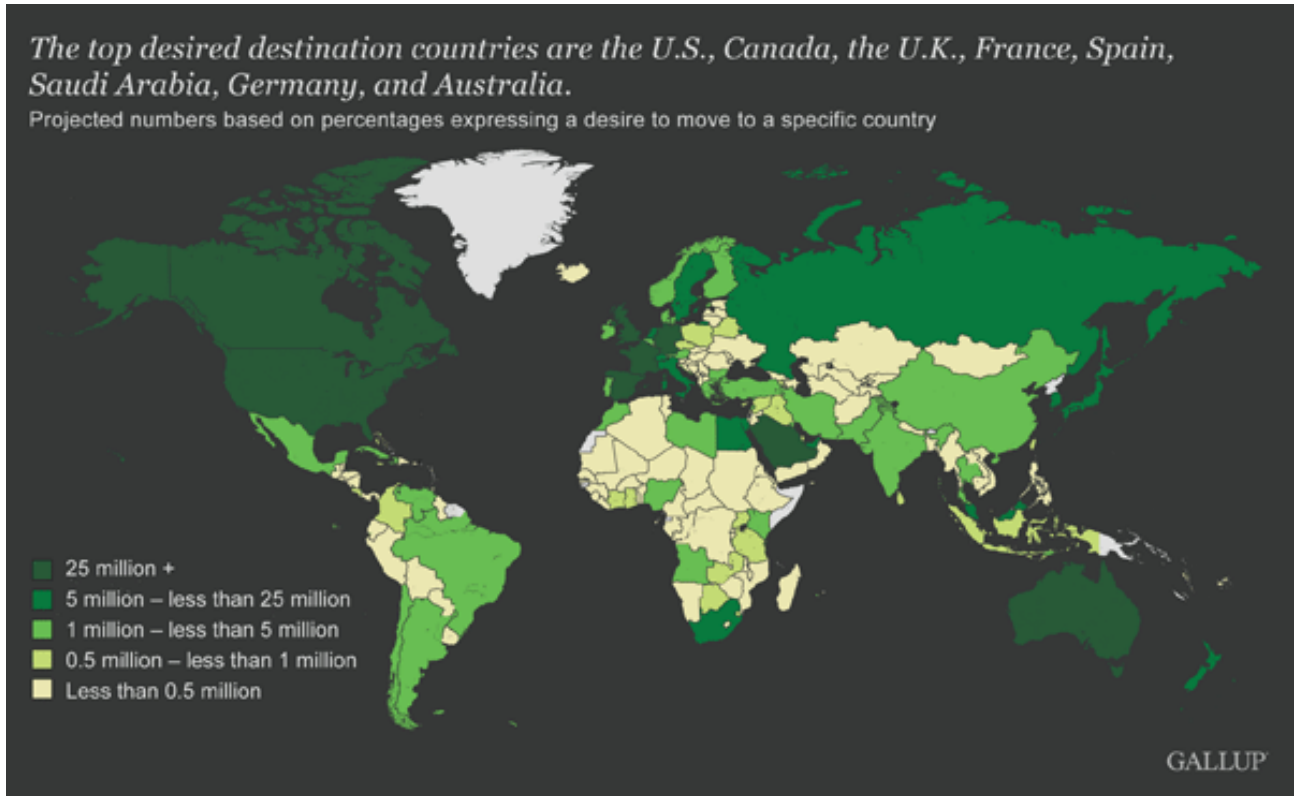 The top desired destination countries are the U.S., Canada, the U.K., France, Spain,
Saudi Arabia, Germany, and Australia.
Projected numbers based on percentages expressing a desire to move to a specific country
25 million +
5 million – less than 25 million
1 million – less than 5 million
0.5 million – less than 1 million
Less than 0.5 million
GALLUP